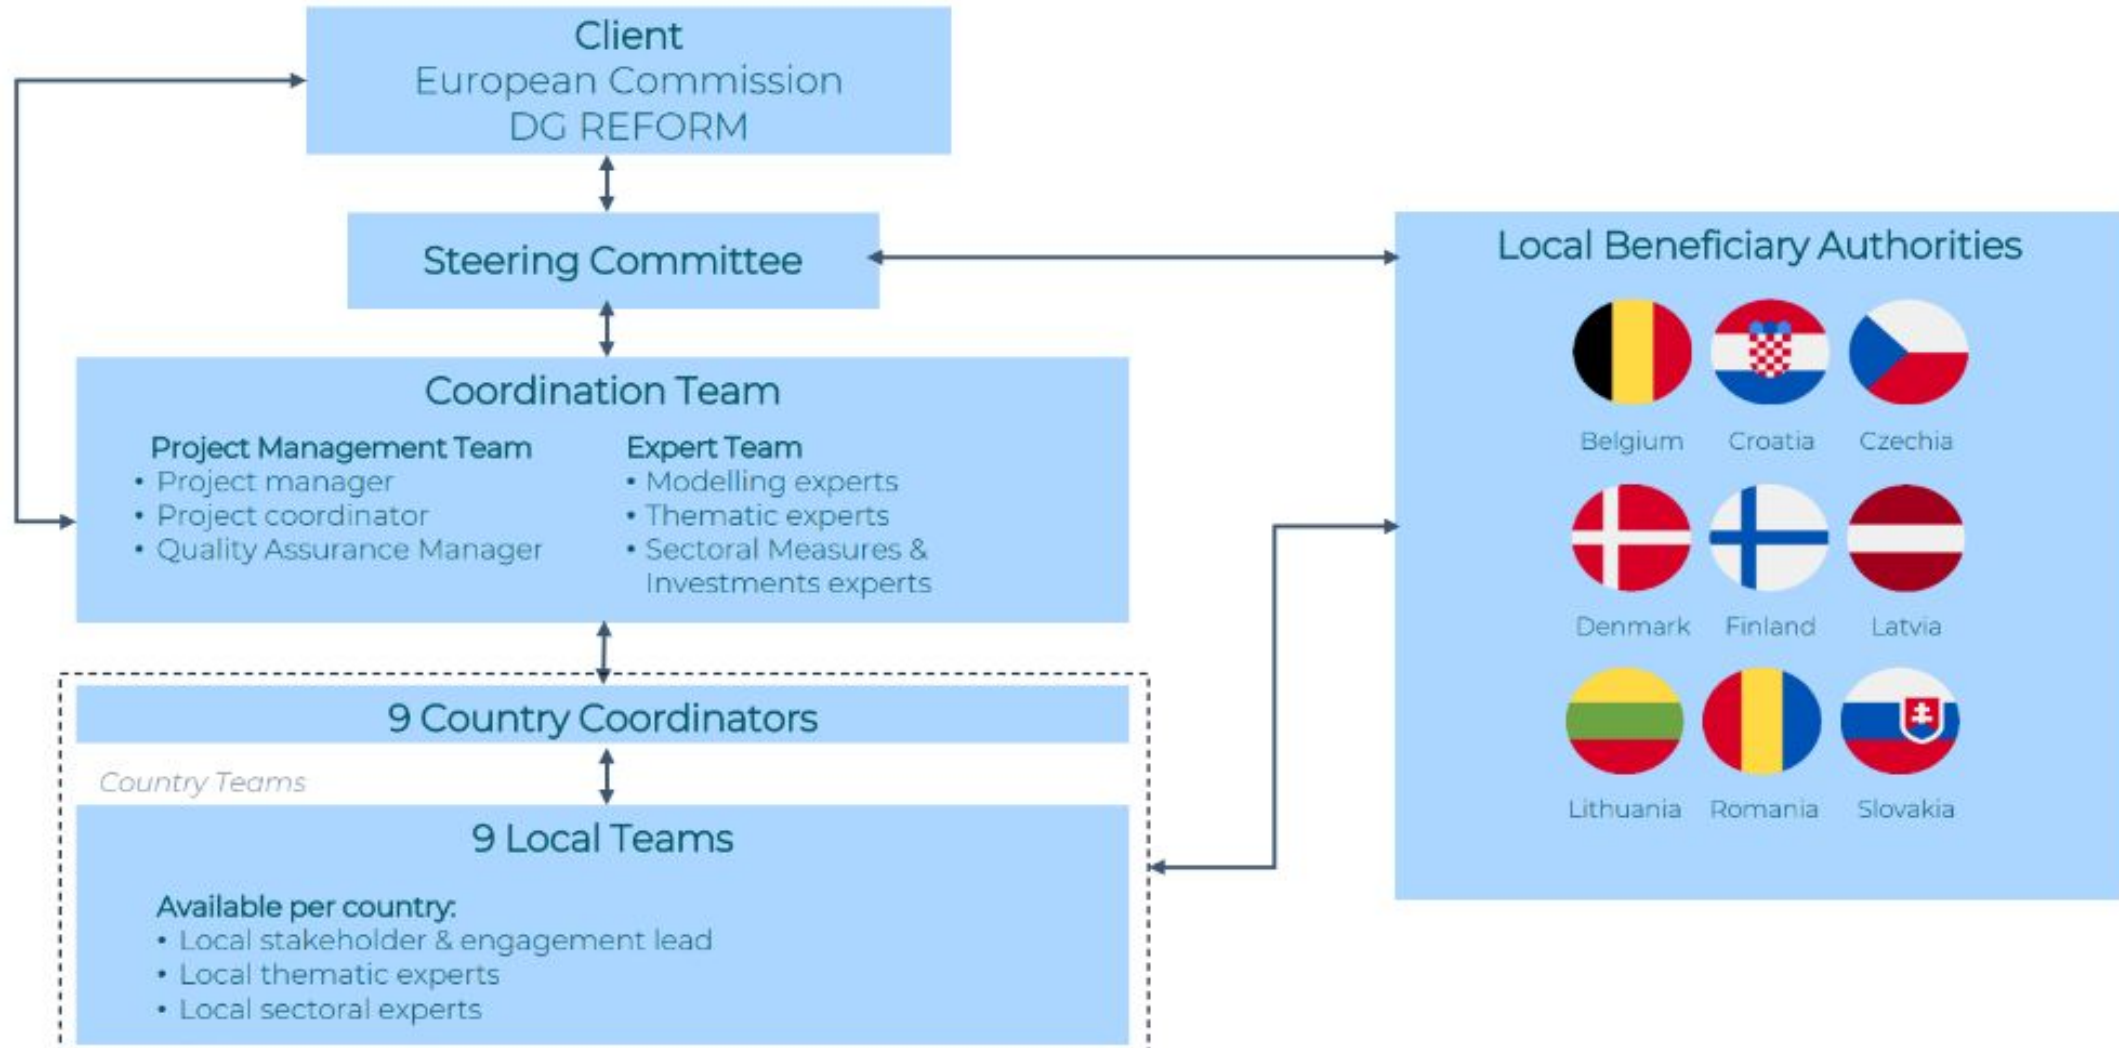 Client
European Commission
DG REFORM
Steering Committee
Coordination Team
Project Management Team
• Project manager
• Project coordinator
• Quality Assurance Manager
Expert Team
• Modelling experts
• Thematic experts
• Sectoral Measures &
Investments experts
9 Country Coordinators
Country Teams
9 Local Teams
Available per country:
• Local stakeholder & engagement lead
• Local thematic experts
• Local sectoral experts
Local Beneficiary Authorities
Belgium Croatia Czechia
Denmark Finland Latvia
Lithuania Romania Slovakia